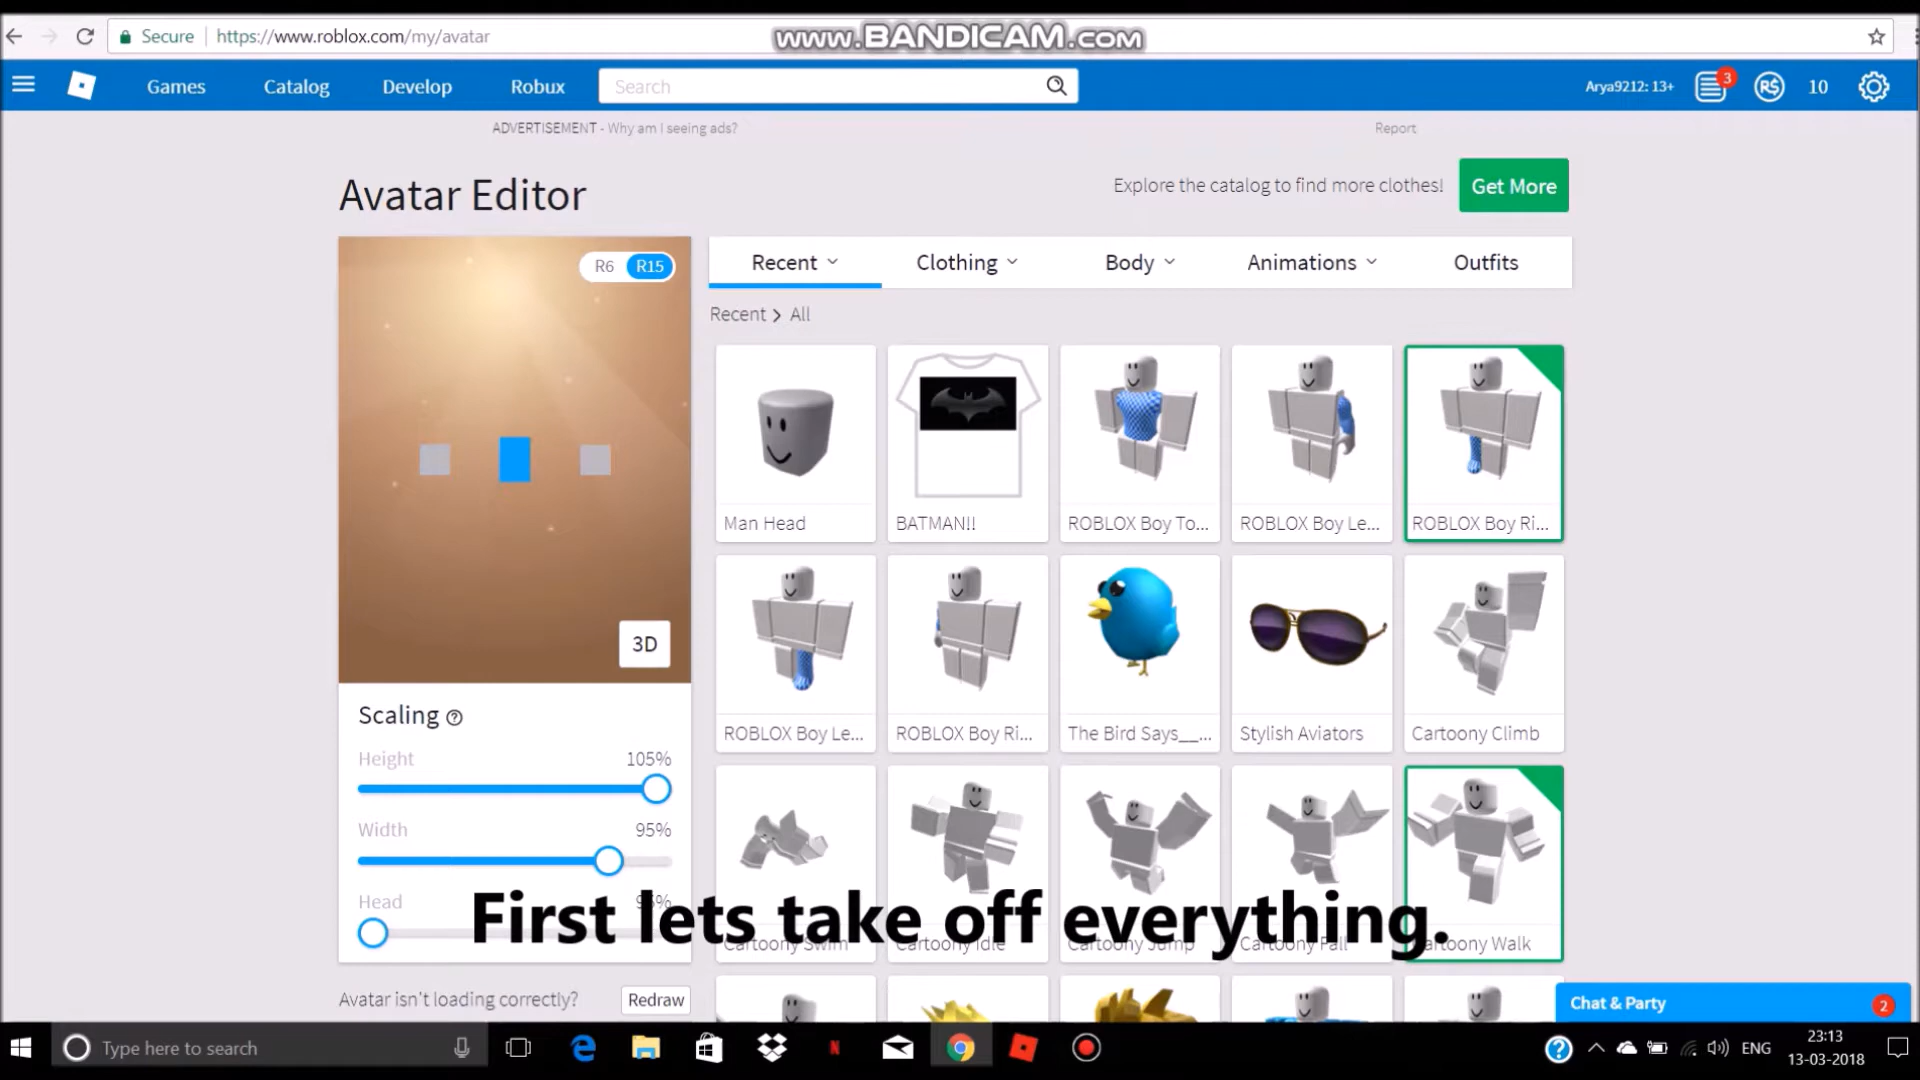 Secure https://www.roblox.com/my/avatar
www.BANDICAM.com
Games Catalog Develop Robux Search Arya9212: 13+ 3 R$ 10
ADVERTISEMENT - Why am I seeing ads? Report
Avatar Editor
Explore the catalog to find more clothes! Get More
R6 R15
Recent Clothing Body Animations Outfits
Recent > All
Man Head BATMAN!! ROBLOX Boy To... ROBLOX Boy Le... ROBLOX Boy Ri...
3D
ROBLOX Boy Le... ROBLOX Boy Ri... The Bird Says__... Stylish Aviators Cartoony Climb
Scaling ?
Height 105%
Width 95%
Head 95%
First lets take off everything.
Cartoony Swim Cartoony Idle Cartoony Jump Cartoony Fall Cartoony Walk
Avatar isn't loading correctly? Redraw
Chat & Party 2
Type here to search
ENG
23:13
13-03-2018